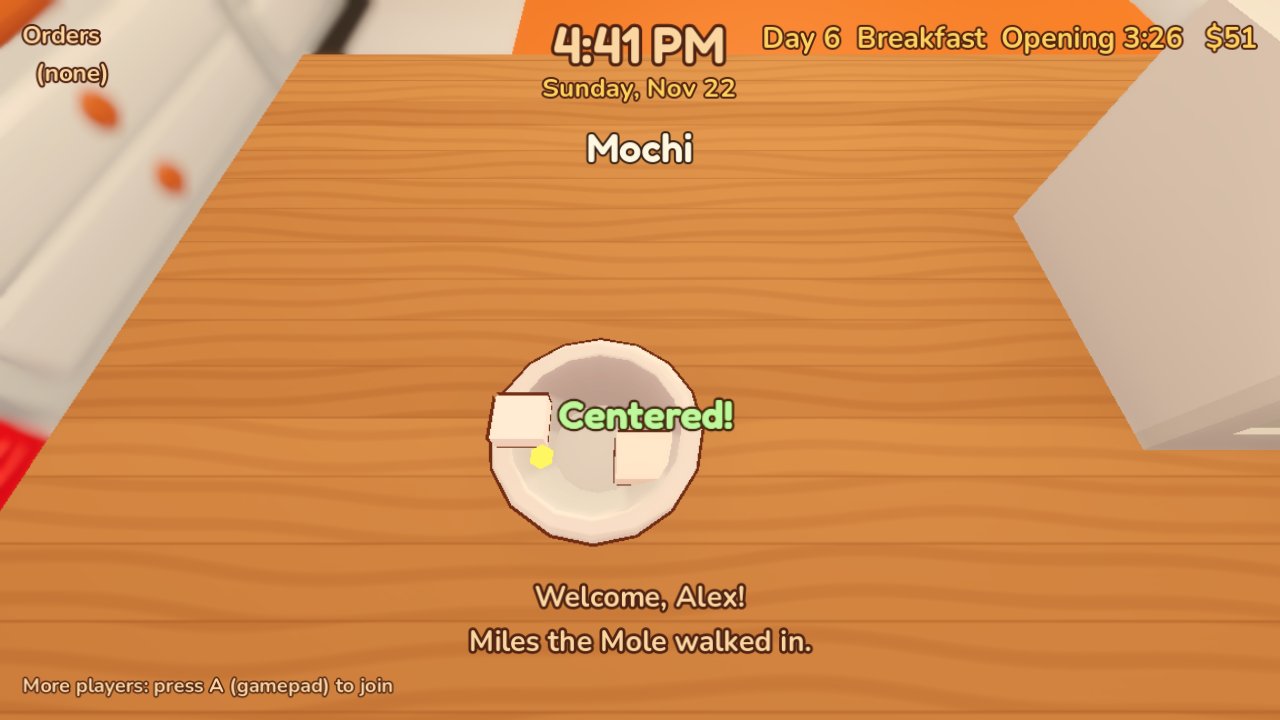 Orders
(none)
4:41 PM
Sunday, Nov 22
Day 6 Breakfast Opening 3:26 $51
Mochi
Centered!
Welcome, Alex!
Miles the Mole walked in.
More players: press A (gamepad) to join